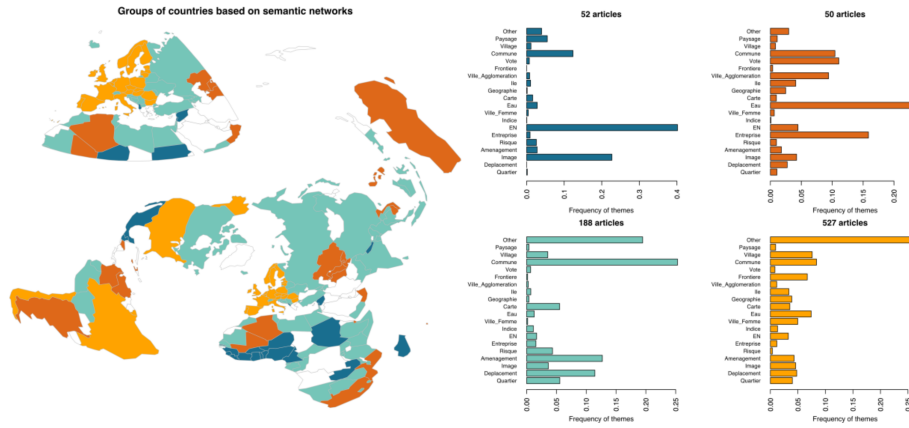 Groups of countries based on semantic networks
52 articles
Other
Paysage
Village
Commune
Vote
Frontiere
Ville_Agglomeration
Ile
Geographie
Carte
Eau
Ville_Femme
Indice
EN
Entreprise
Risque
Amenagement
Image
Deplacement
Quartier
0.0
0.1
0.2
0.3
0.4
Frequency of themes
50 articles
Other
Paysage
Village
Commune
Vote
Frontiere
Ville_Agglomeration
Ile
Geographie
Carte
Eau
Ville_Femme
Indice
EN
Entreprise
Risque
Amenagement
Image
Deplacement
Quartier
0.00
0.05
0.10
0.15
0.20
Frequency of themes
188 articles
Other
Paysage
Village
Commune
Vote
Frontiere
Ville_Agglomeration
Ile
Geographie
Carte
Eau
Ville_Femme
Indice
EN
Entreprise
Risque
Amenagement
Image
Deplacement
Quartier
0.00
0.05
0.10
0.15
0.20
0.25
Frequency of themes
527 articles
Other
Paysage
Village
Commune
Vote
Frontiere
Ville_Agglomeration
Ile
Geographie
Carte
Eau
Ville_Femme
Indice
EN
Entreprise
Risque
Amenagement
Image
Deplacement
Quartier
0.00
0.05
0.10
0.15
0.20
0.25
Frequency of themes